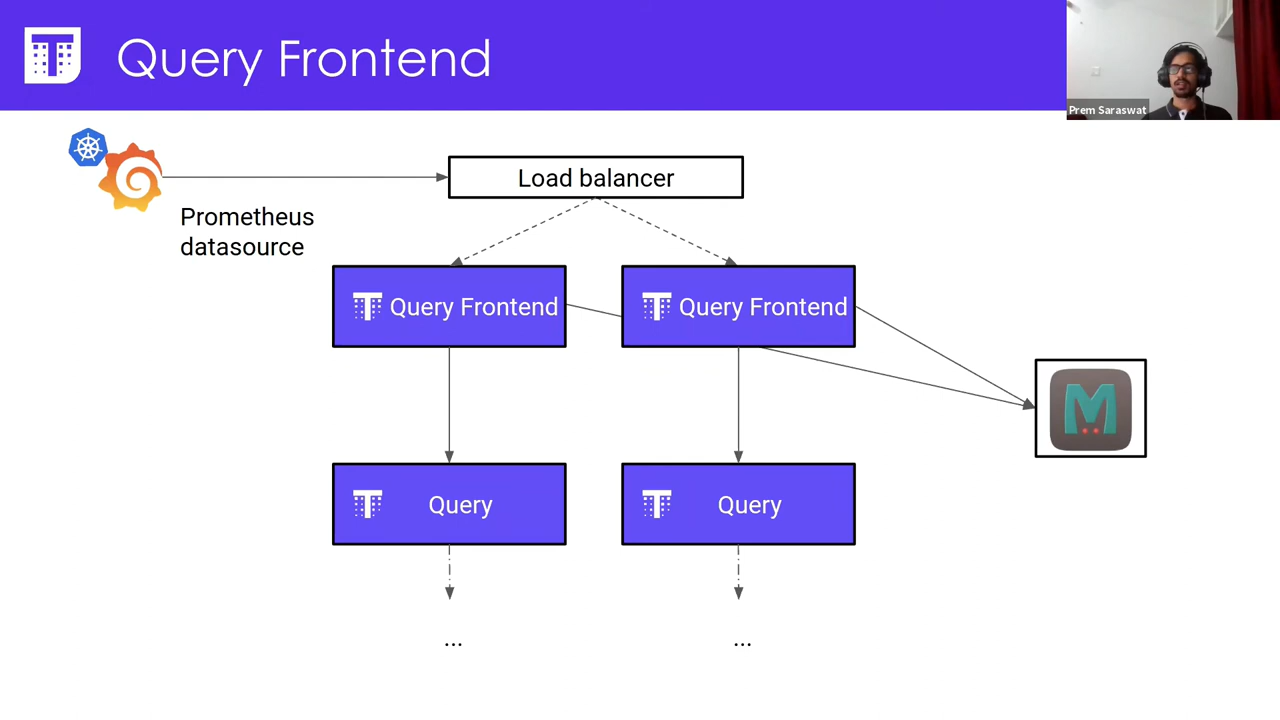 Query Frontend
Prem Saraswat
Load balancer
Prometheus
datasource
Query Frontend
Query Frontend
Query
Query
...
...